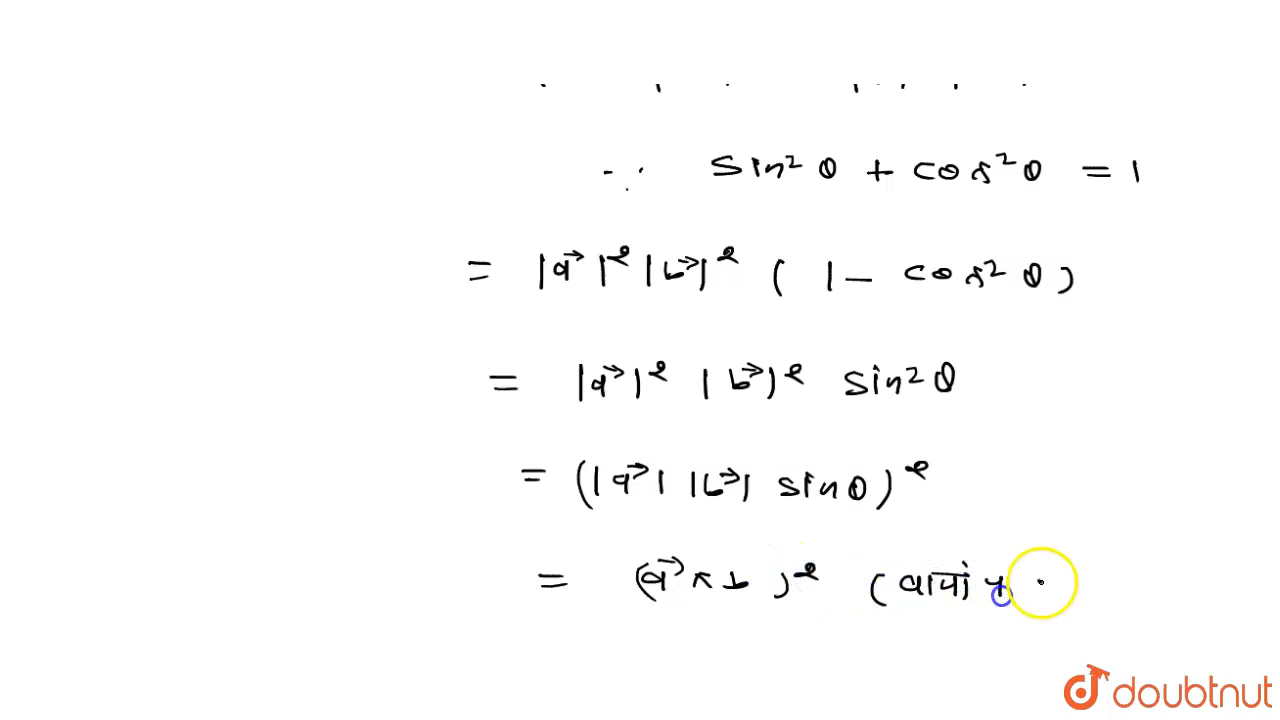 ∵ sin² θ + cos² θ = 1
= |a⃗|² |b⃗|² ( 1 - cos² θ )
= |a⃗|² |b⃗|² sin² θ
= (|a⃗| |b⃗| sin θ)²
= (a⃗ × b )² ( बायां
doubtnut